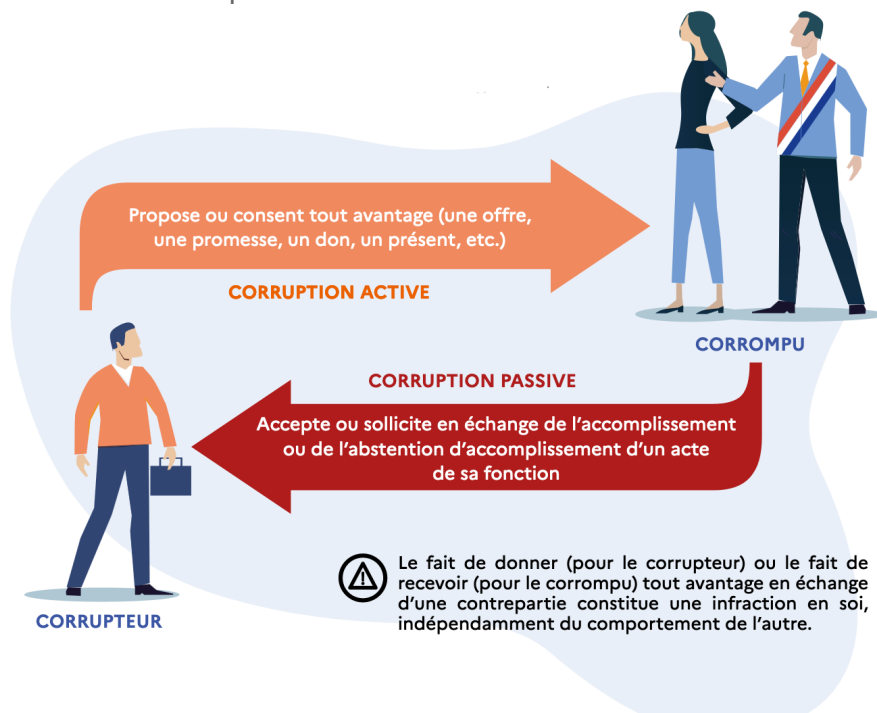 Propose ou consent tout avantage (une offre,
une promesse, un don, un présent, etc.)
CORRUPTION ACTIVE
CORROMPU
CORRUPTION PASSIVE
Accepte ou sollicite en échange de l’accomplissement
ou de l’abstention d’accomplissement d’un acte
de sa fonction
CORRUPTEUR
Le fait de donner (pour le corrupteur) ou le fait de
recevoir (pour le corrompu) tout avantage en échange
d’une contrepartie constitue une infraction en soi,
indépendamment du comportement de l’autre.